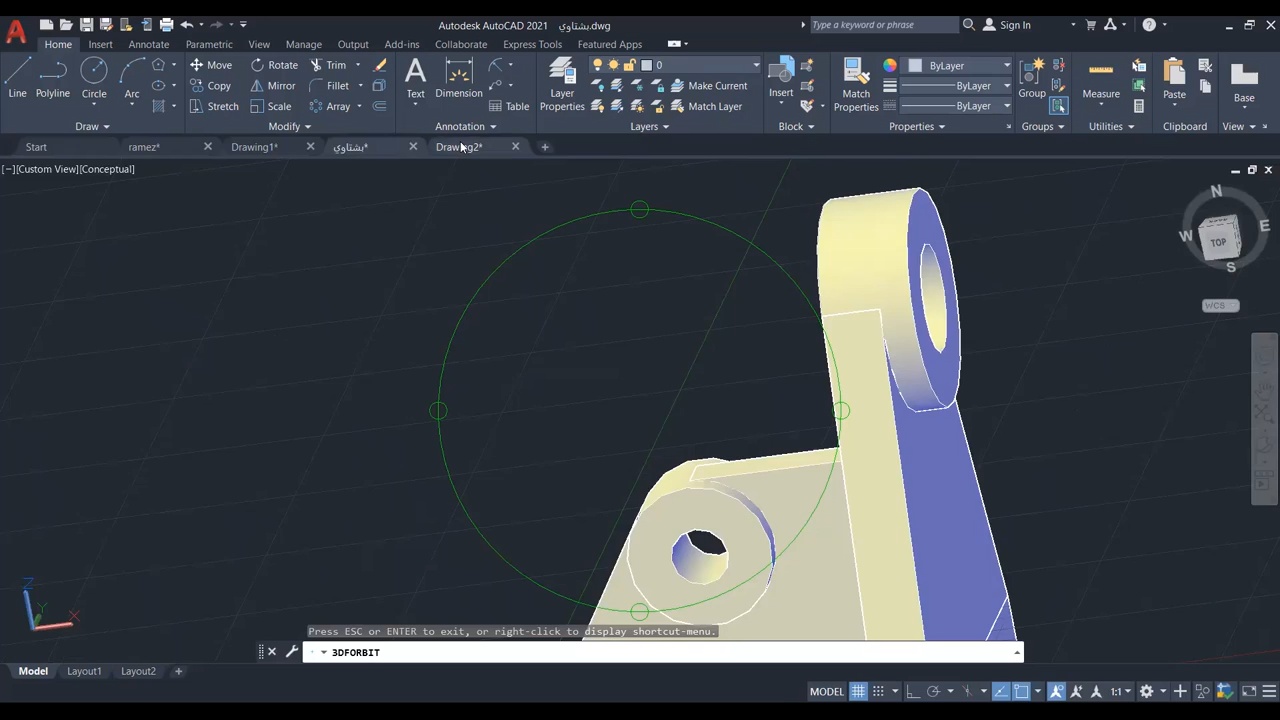 Autodesk AutoCAD 2021 بشتاوي.dwg
Type a keyword or phrase
Sign In
Home Insert Annotate Parametric View Manage Output Add-ins Collaborate Express Tools Featured Apps
Line Polyline Circle Arc
Move Rotate Trim
Copy Mirror Fillet
Stretch Scale Array
Text Dimension Table
Layer Properties
0
Make Current
Match Layer
Insert
Match Properties
ByLayer
ByLayer
ByLayer
Group
Measure
Paste
Base
Draw Modify Annotation Layers Block Properties Groups Utilities Clipboard View
Start ramez* Drawing1* بشتاوي* Drawing2*
[−][Custom View][Conceptual]
N
W E
TOP
S
WCS
Z
Y X
Press ESC or ENTER to exit, or right-click to display shortcut-menu.
3DFORBIT
Model Layout1 Layout2
MODEL 1:1